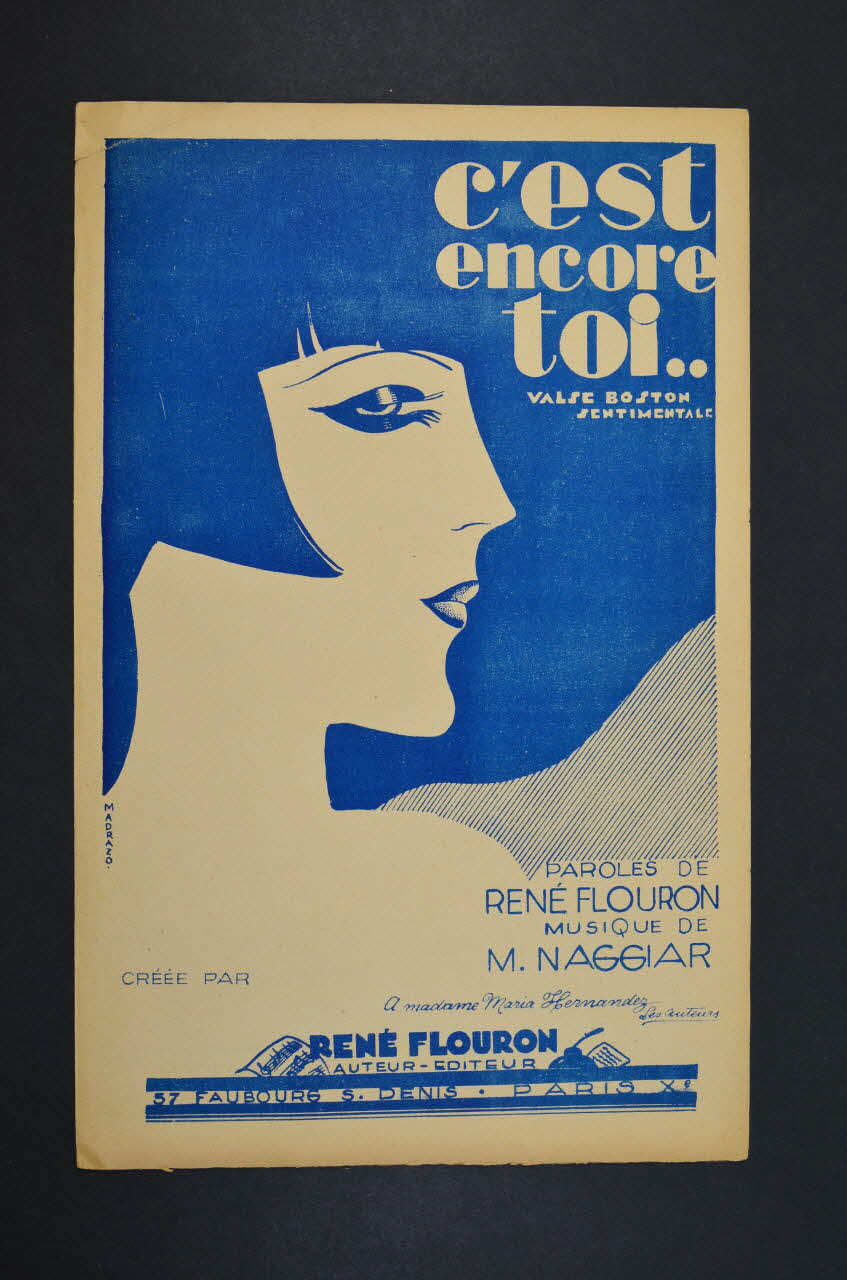 c'est
encore
toi..
VALSE BOSTON
SENTIMENTALE
MADRAZO.
PAROLES DE
RENÉ FLOURON
MUSIQUE DE
M. NAGGIAR
CRÉÉE PAR
A madame Maria Hernandez
Les auteurs
RENÉ FLOURON
AUTEUR-EDITEUR
57 FAUBOURG S. DENIS • PARIS Xe